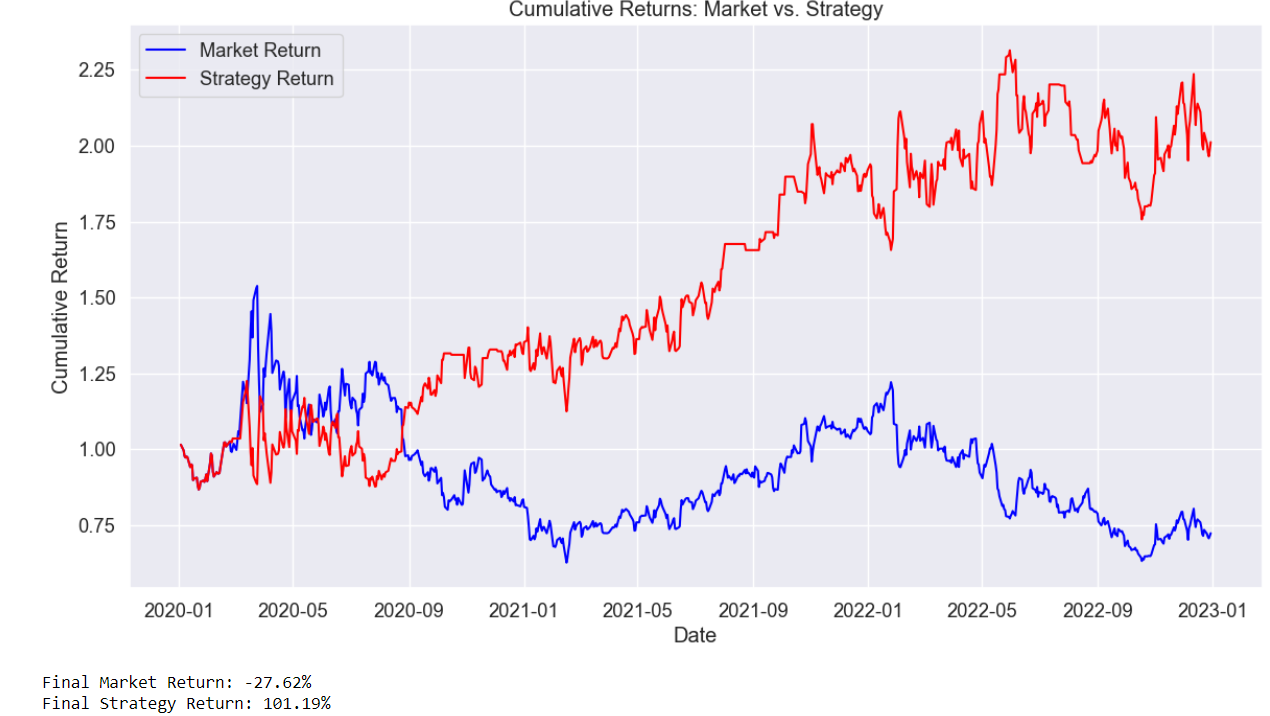 Cumulative Returns: Market vs. Strategy
Market Return
Strategy Return
Cumulative Return
2.25
2.00
1.75
1.50
1.25
1.00
0.75
2020-01 2020-05 2020-09 2021-01 2021-05 2021-09 2022-01 2022-05 2022-09 2023-01
Date
Final Market Return: -27.62%
Final Strategy Return: 101.19%